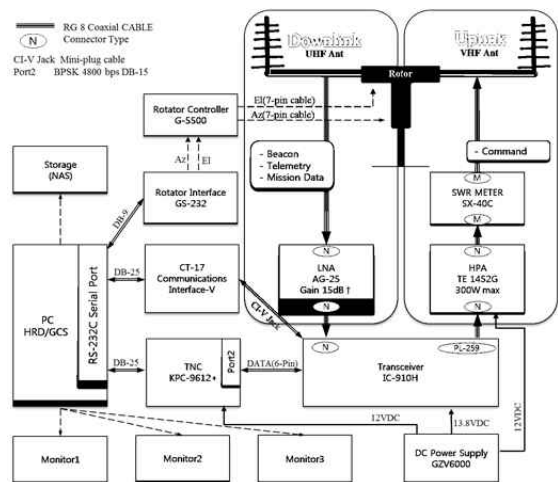 RG 8 Coaxial CABLE
N Connector Type
CI-V Jack Mini-plug cable
Port2 BPSK 4800 bps DB-15
Downlink
UHF Ant
Uplink
VHF Ant
Rotor
El(7-pin cable)
Az(7-pin cable)
Rotator Controller
G-5500
Az
El
- Beacon
- Telemetry
- Mission Data
- Command
Storage
(NAS)
Rotator Interface
GS-232
M
SWR METER
SX-40C
M
DB-9
N
LNA
AG-25
Gain 15dB ↑
N
N
HPA
TE 1452G
300W max
N
PC
HRD/GCS
RS-232C Serial Port
DB-25
CT-17
Communications
Interface-V
CI-V Jack
DB-25
TNC
KPC-9612+
Port2
DATA(6-Pin)
N
PL-259
Transceiver
IC-910H
12VDC
13.8VDC
12VDC
Monitor1
Monitor2
Monitor3
DC Power Supply
GZV6000